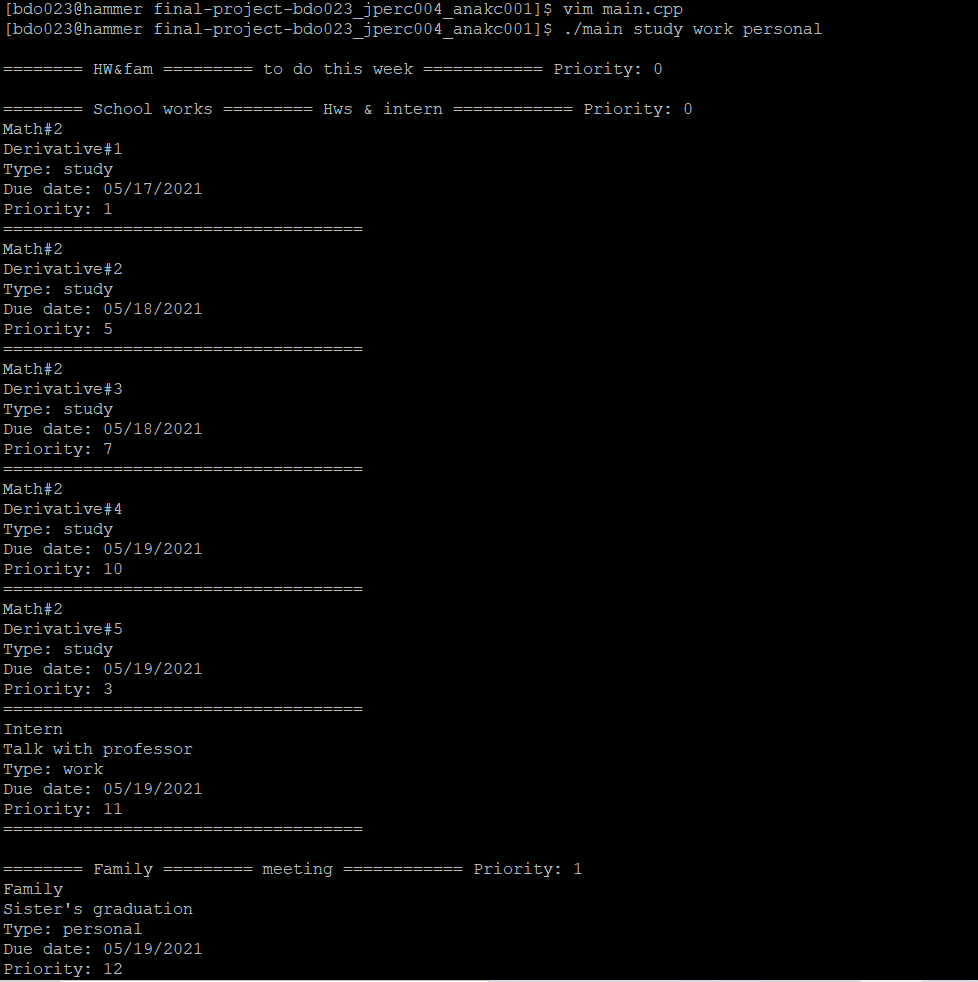 [bdo023@hammer final-project-bdo023_jperc004_anakc001]$ vim main.cpp
[bdo023@hammer final-project-bdo023_jperc004_anakc001]$ ./main study work personal
======== HW&fam ========= to do this week ============ Priority: 0
======== School works ========= Hws & intern ============ Priority: 0
Math#2
Derivative#1
Type: study
Due date: 05/17/2021
Priority: 1
====================================
Math#2
Derivative#2
Type: study
Due date: 05/18/2021
Priority: 5
====================================
Math#2
Derivative#3
Type: study
Due date: 05/18/2021
Priority: 7
====================================
Math#2
Derivative#4
Type: study
Due date: 05/19/2021
Priority: 10
====================================
Math#2
Derivative#5
Type: study
Due date: 05/19/2021
Priority: 3
====================================
Intern
Talk with professor
Type: work
Due date: 05/19/2021
Priority: 11
====================================
======== Family ========= meeting ============ Priority: 1
Family
Sister's graduation
Type: personal
Due date: 05/19/2021
Priority: 12